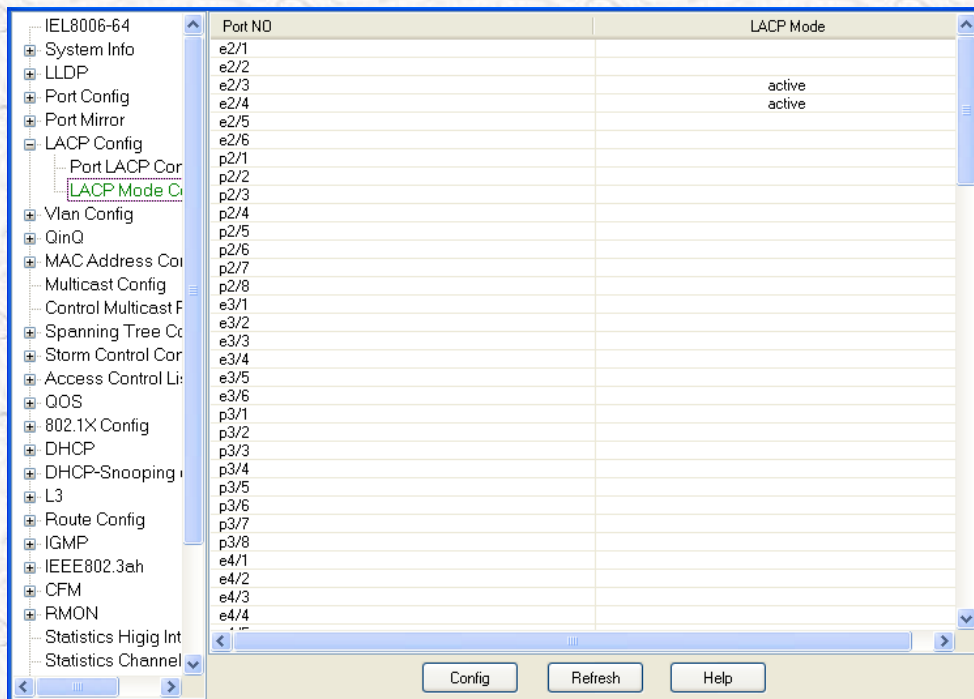 IEL8006-64
System Info
LLDP
Port Config
Port Mirror
LACP Config
Port LACP Cor
LACP Mode C
Vlan Config
QinQ
MAC Address Cor
Multicast Config
Control Multicast F
Spanning Tree Co
Storm Control Cor
Access Control Li
QOS
802.1X Config
DHCP
DHCP-Snooping
L3
Route Config
IGMP
IEEE802.3ah
CFM
RMON
Statistics Higig Int
Statistics Channel
Port NO LACP Mode
e2/1
e2/2
e2/3 active
e2/4 active
e2/5
e2/6
p2/1
p2/2
p2/3
p2/4
p2/5
p2/6
p2/7
p2/8
e3/1
e3/2
e3/3
e3/4
e3/5
e3/6
p3/1
p3/2
p3/3
p3/4
p3/5
p3/6
p3/7
p3/8
e4/1
e4/2
e4/3
e4/4
Config Refresh Help